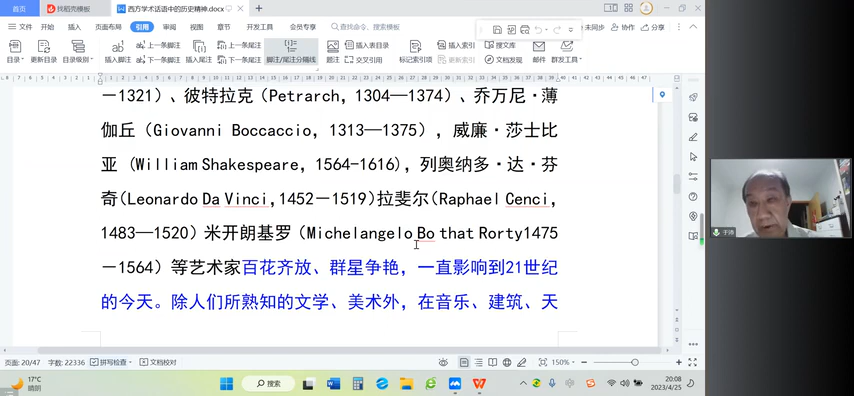 首页
找稻壳模板
西方学术话语中的历史精神.docx
文件
开始
插入
页面布局
引用
审阅
视图
章节
开发工具
会员专享
查找命令、搜索模板
未同步
协作
分享
目录
更新目录
目录级别
插入脚注
上一条脚注
下一条脚注
插入尾注
上一条尾注
下一条尾注
脚注/尾注分隔线
题注
插入表目录
交叉引用
标记索引项
插入索引
更新索引
搜文库
文档校对
邮件
群发工具
－1321）、彼特拉克（Petrarch, 1304—1374）、乔万尼·薄
伽丘（Giovanni Boccaccio, 1313—1375），威廉·莎士比
亚（William Shakespeare, 1564-1616），列奥纳多·达·芬
奇(Leonardo Da Vinci,1452－1519)拉斐尔(Raphael Cenci,
1483—1520）米开朗基罗（Michelangelo Bo that Rorty1475
－1564）等艺术家百花齐放、群星争艳，一直影响到21世纪
的今天。除人们所熟知的文学、美术外，在音乐、建筑、天
于沛
页面: 20/47
字数: 22336
拼写检查
文档校对
150%
17°C
晴朗
搜索
20:08
2023/4/25